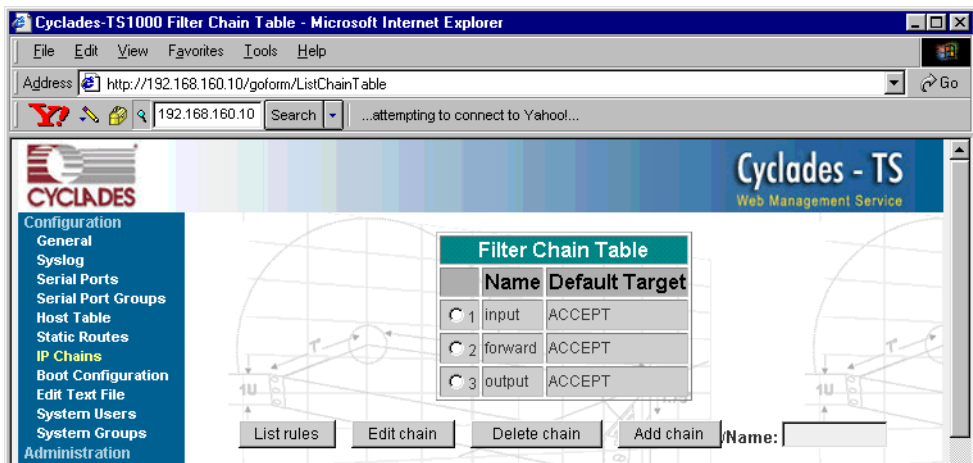 Cyclades-TS1000 Filter Chain Table - Microsoft Internet Explorer
File Edit View Favorites Tools Help
Address http://192.168.160.10/goform/ListChainTable Go
Y! 192.168.160.10 Search ...attempting to connect to Yahoo!...
CYCLADES
Cyclades - TS
Web Management Service
Configuration
General
Syslog
Serial Ports
Serial Port Groups
Host Table
Static Routes
IP Chains
Boot Configuration
Edit Text File
System Users
System Groups
Administration
Filter Chain Table
Name Default Target
1 input ACCEPT
2 forward ACCEPT
3 output ACCEPT
1U
1U
List rules Edit chain Delete chain Add chain /Name: